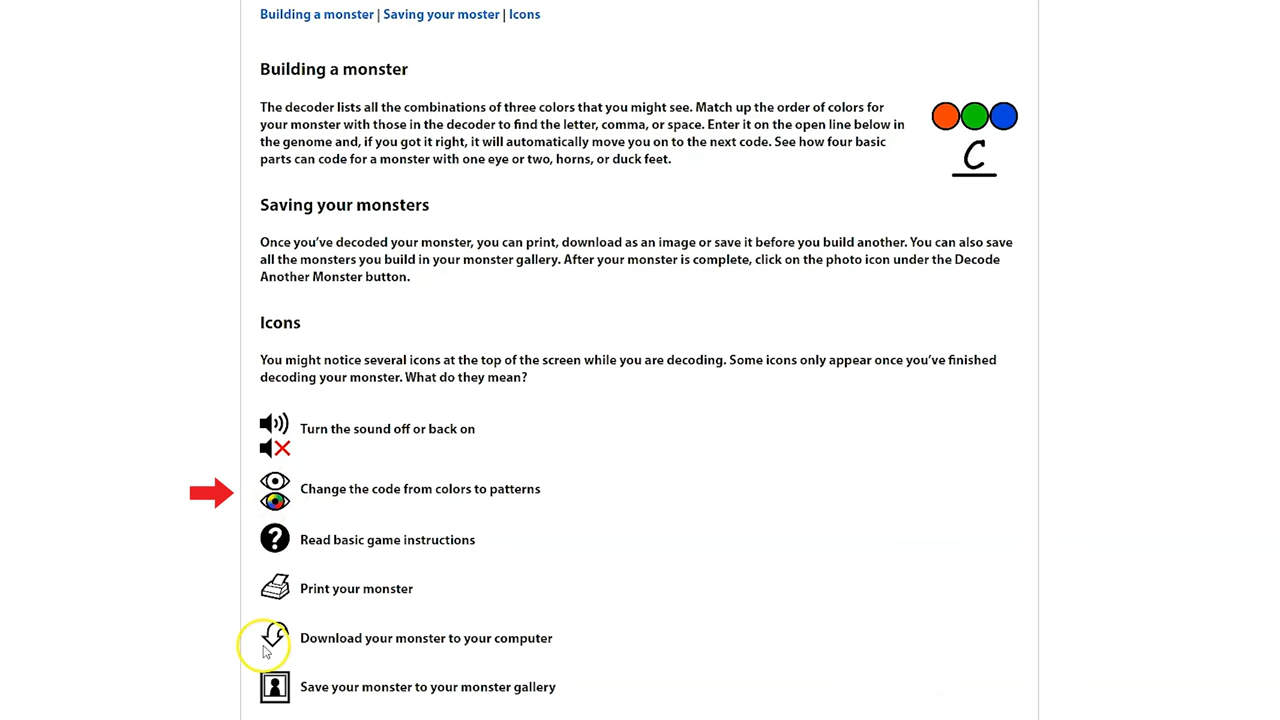 Building a monster | Saving your moster | Icons
Building a monster
The decoder lists all the combinations of three colors that you might see. Match up the order of colors for
your monster with those in the decoder to find the letter, comma, or space. Enter it on the open line below in
the genome and, if you got it right, it will automatically move you on to the next code. See how four basic
parts can code for a monster with one eye or two, horns, or duck feet.
C
Saving your monsters
Once you've decoded your monster, you can print, download as an image or save it before you build another. You can also save
all the monsters you build in your monster gallery. After your monster is complete, click on the photo icon under the Decode
Another Monster button.
Icons
You might notice several icons at the top of the screen while you are decoding. Some icons only appear once you've finished
decoding your monster. What do they mean?
Turn the sound off or back on
Change the code from colors to patterns
?
Read basic game instructions
Print your monster
Download your monster to your computer
Save your monster to your monster gallery